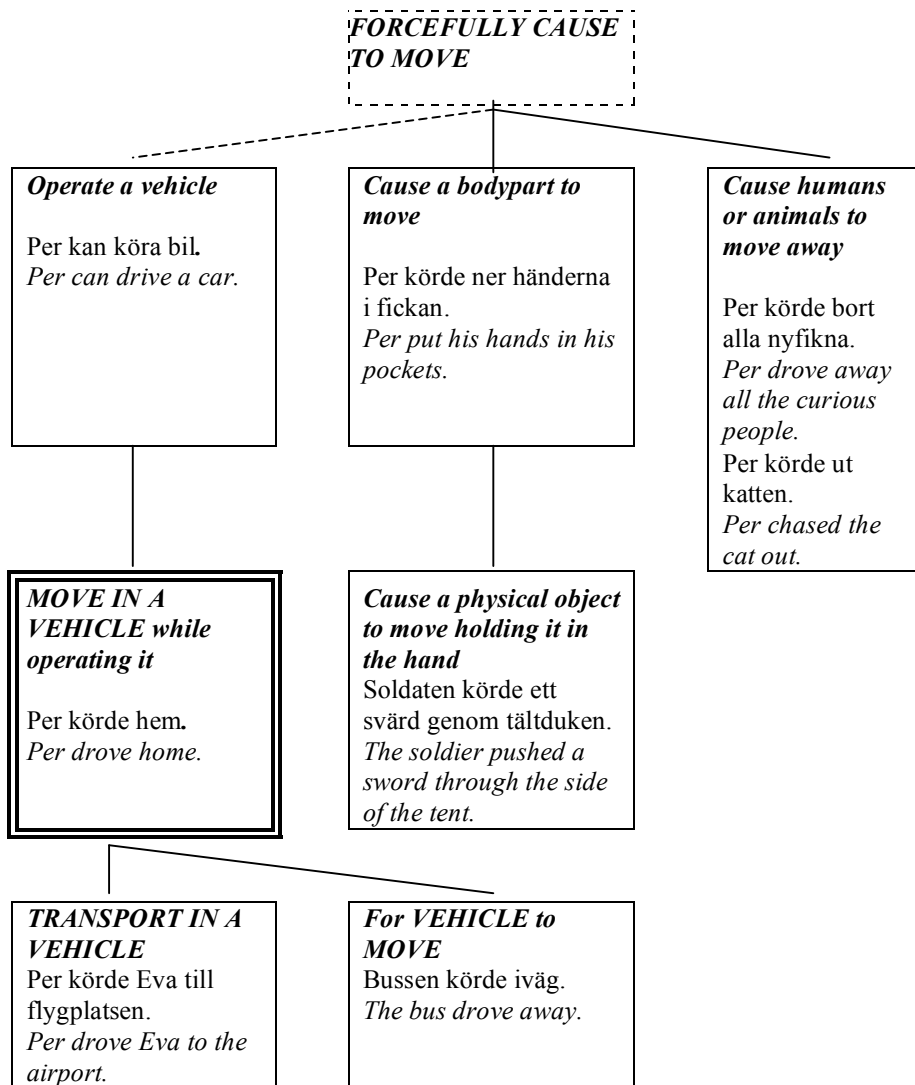 FORCEFULLY CAUSE
TO MOVE
Operate a vehicle
Per kan köra bil.
Per can drive a car.
Cause a bodypart to
move
Per körde ner händerna
i fickan.
Per put his hands in his
pockets.
Cause humans
or animals to
move away
Per körde bort
alla nyfikna.
Per drove away
all the curious
people.
Per körde ut
katten.
Per chased the
cat out.
MOVE IN A
VEHICLE while
operating it
Per körde hem.
Per drove home.
Cause a physical object
to move holding it in
the hand
Soldaten körde ett
svärd genom tältduken.
The soldier pushed a
sword through the side
of the tent.
TRANSPORT IN A
VEHICLE
Per körde Eva till
flygplatsen.
Per drove Eva to the
airport.
For VEHICLE to
MOVE
Bussen körde iväg.
The bus drove away.